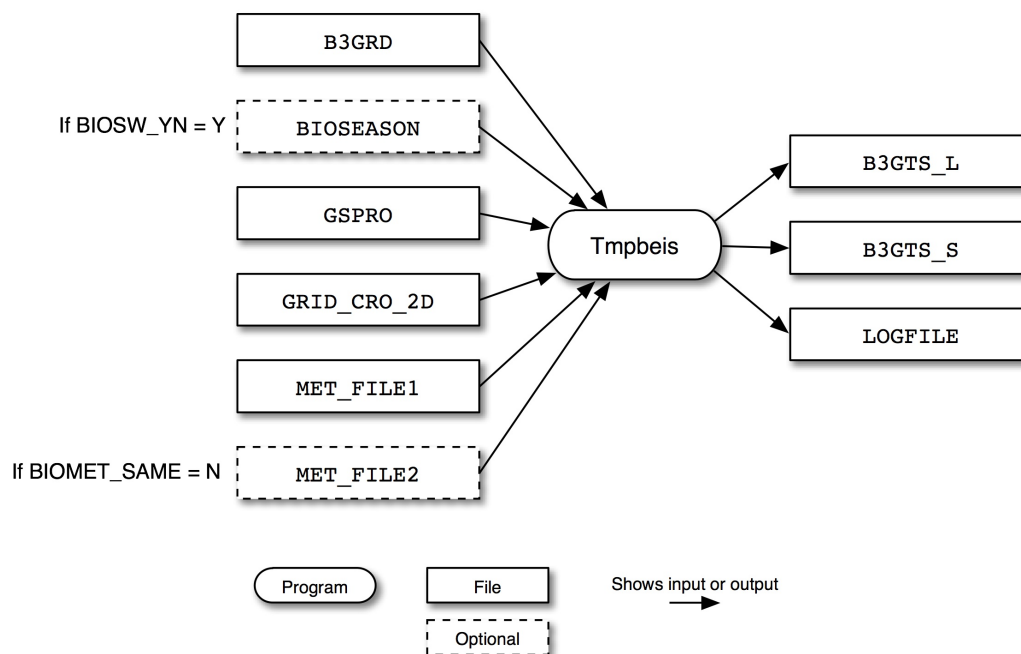 B3GRD
If BIOSW_YN = Y
BIOSEASON
GSPRO
GRID_CRO_2D
MET_FILE1
If BIOMET_SAME = N
MET_FILE2
Tmpbeis
B3GTS_L
B3GTS_S
LOGFILE
Program
File
Optional
Shows input or output